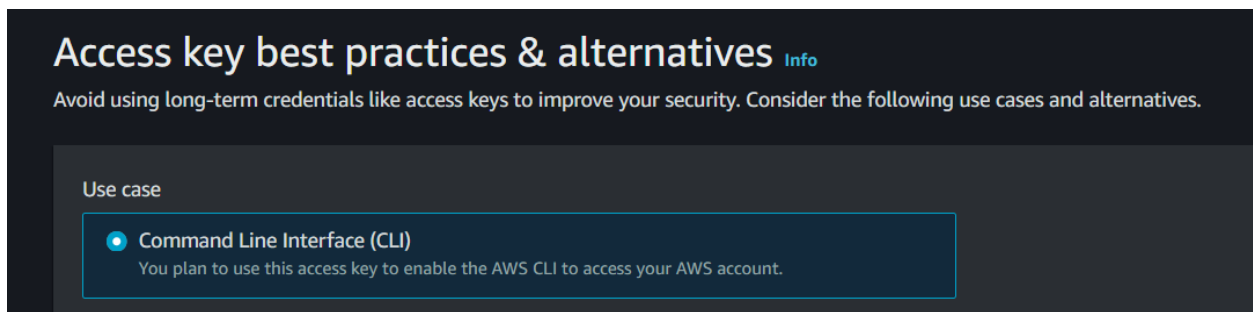 Access key best practices & alternatives Info
Avoid using long-term credentials like access keys to improve your security. Consider the following use cases and alternatives.
Use case
Command Line Interface (CLI)
You plan to use this access key to enable the AWS CLI to access your AWS account.